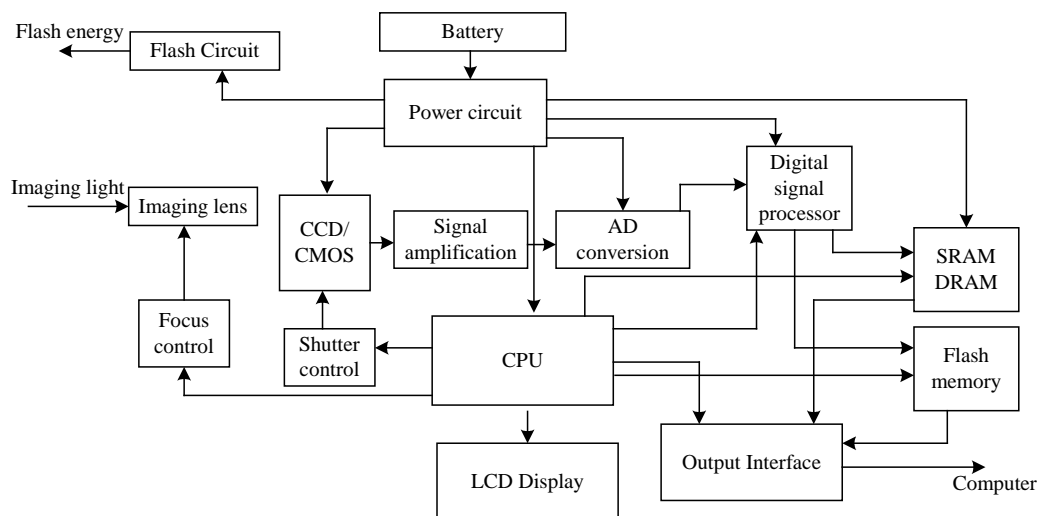 Flash energy
Flash Circuit
Battery
Power circuit
Imaging light
Imaging lens
CCD/
CMOS
Signal
amplification
AD
conversion
Digital
signal
processor
SRAM
DRAM
Focus
control
Shutter
control
CPU
Flash
memory
LCD Display
Output Interface
Computer